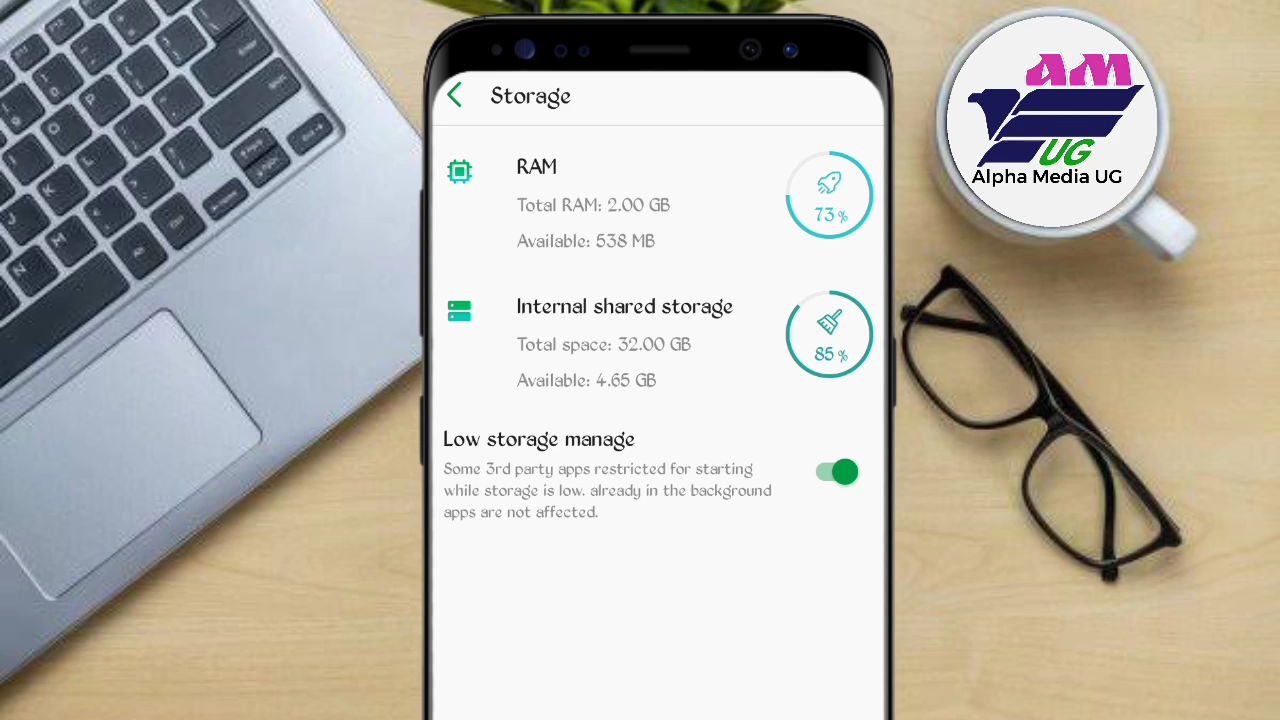 Storage
RAM
Total RAM: 2.00 GB
Available: 538 MB
73 %
Internal shared storage
Total space: 32.00 GB
Available: 4.65 GB
85 %
Low storage manage
Some 3rd party apps restricted for starting
while storage is low. already in the background
apps are not affected.
AM
UG
Alpha Media UG